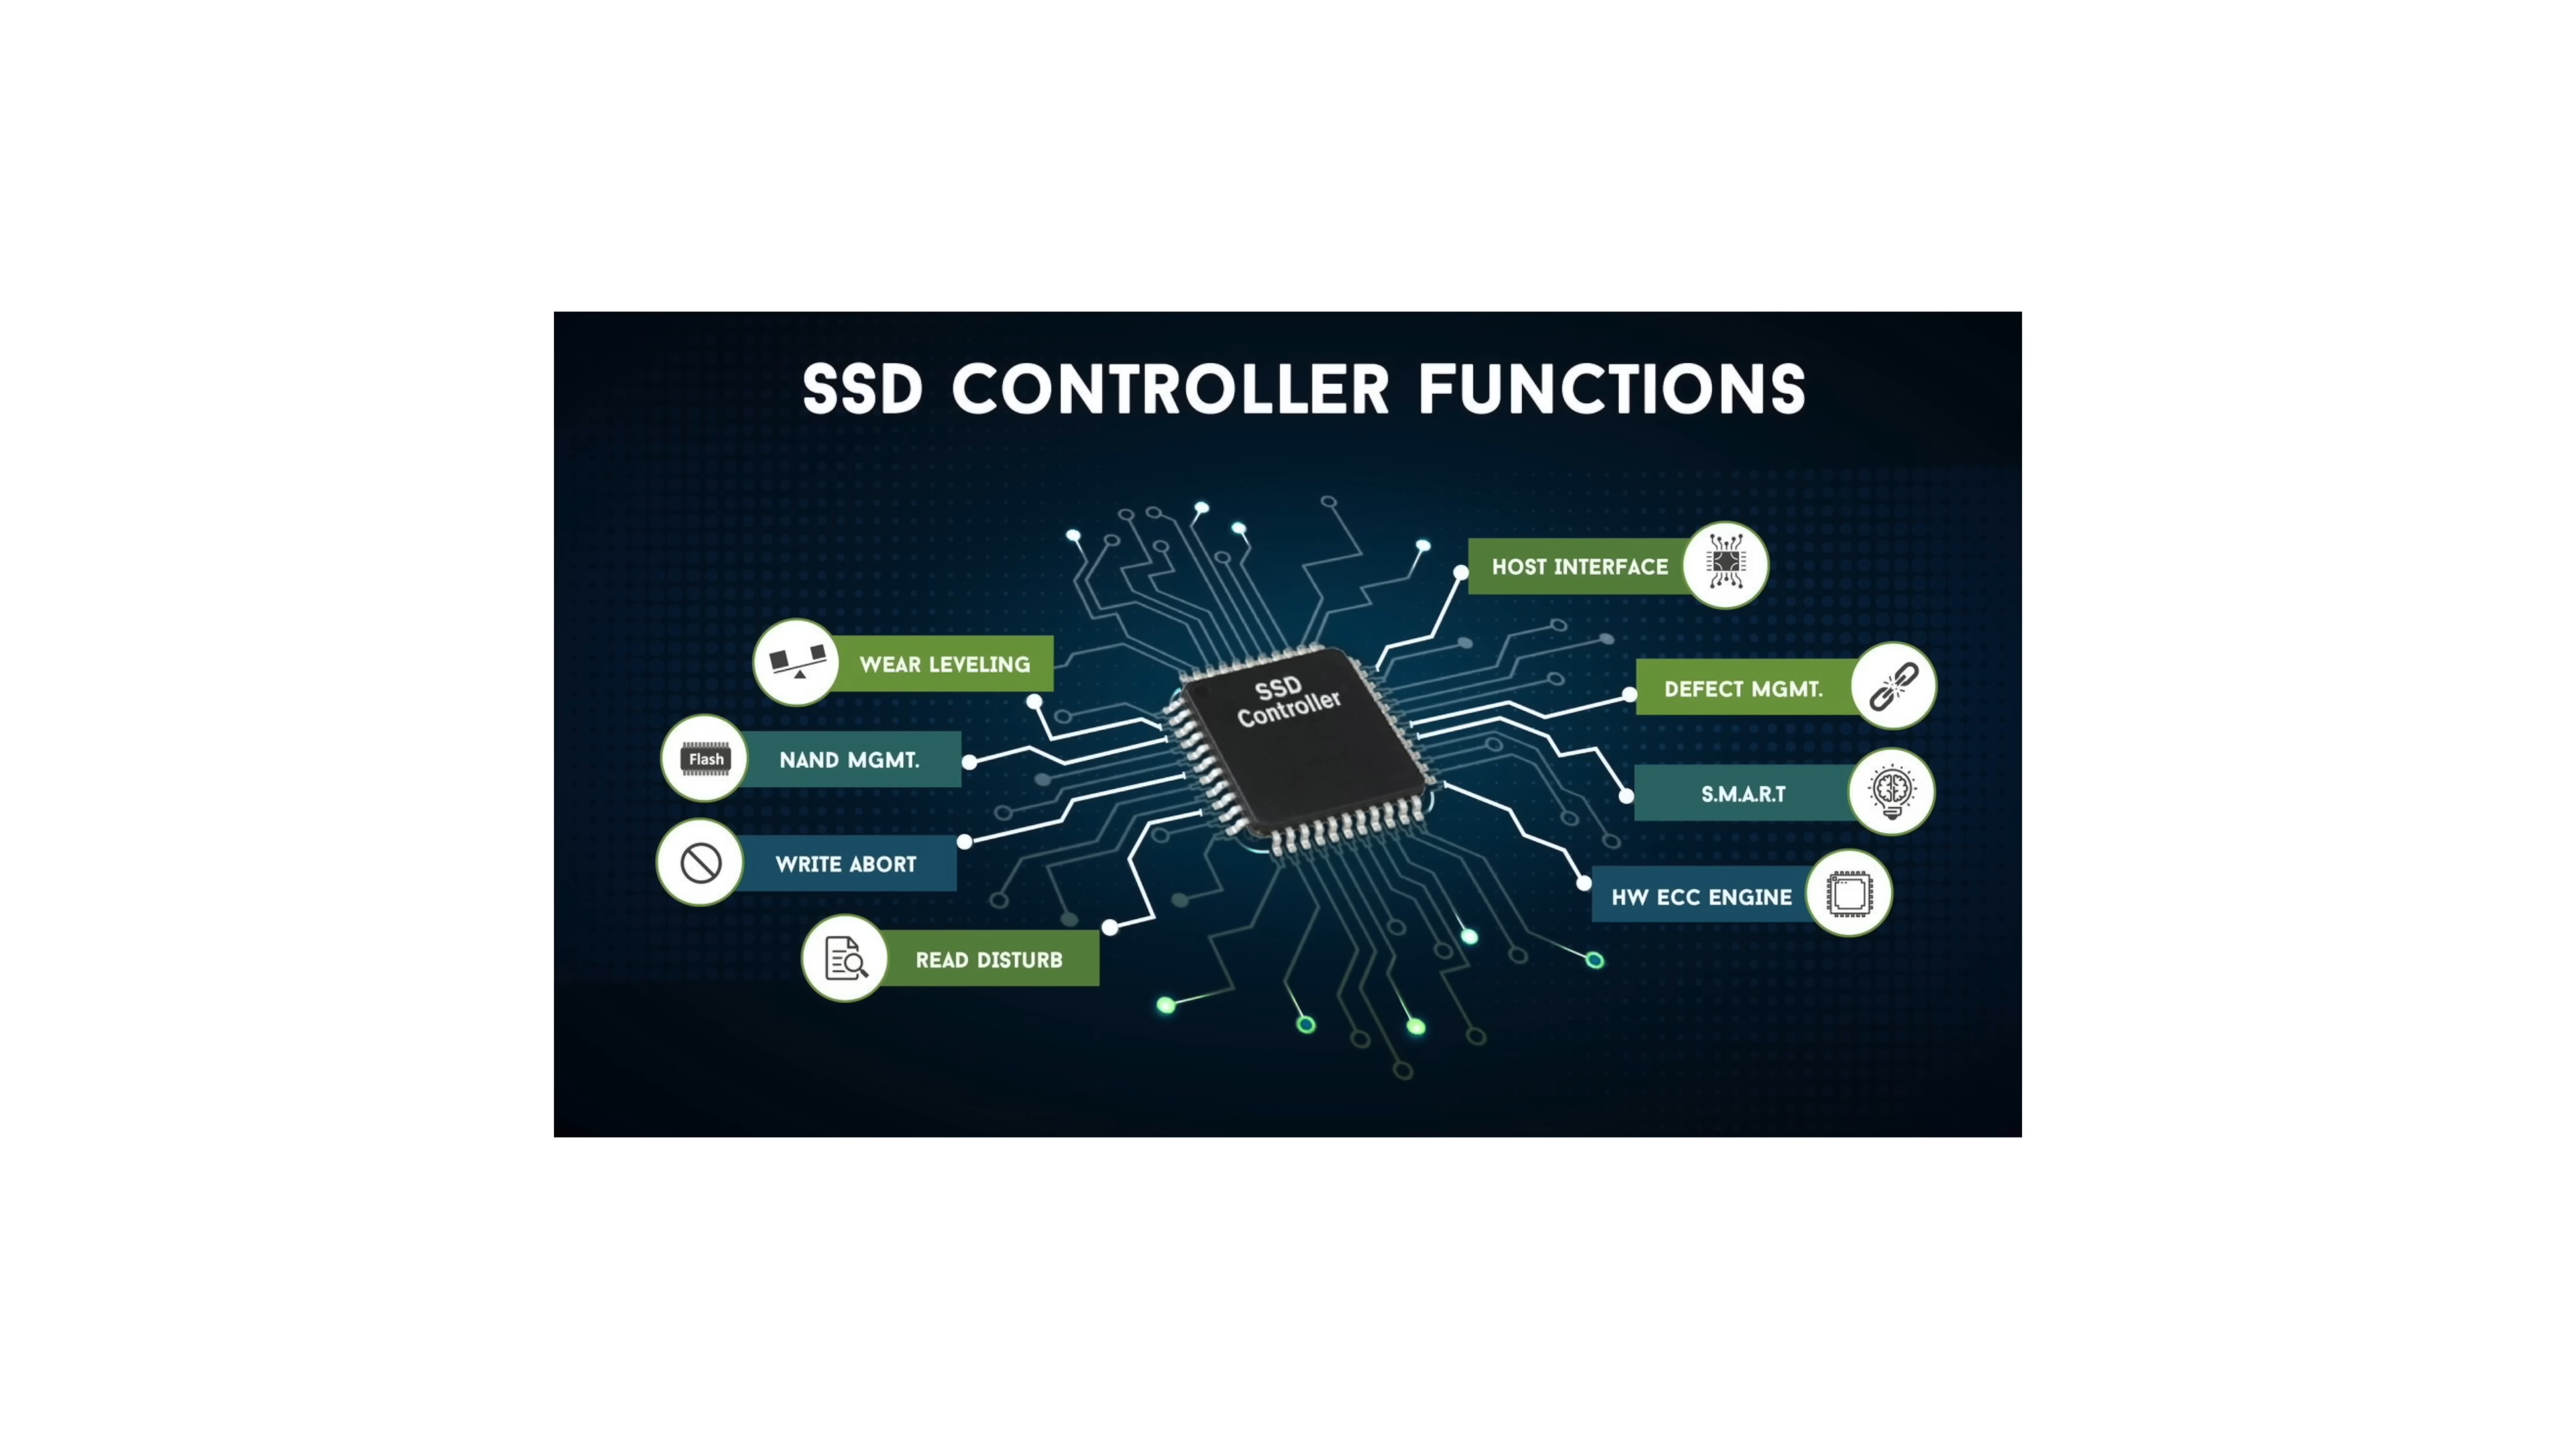 SSD CONTROLLER FUNCTIONS
HOST INTERFACE
WEAR LEVELING
SSD
Controller
DEFECT MGMT.
Flash
NAND MGMT.
S.M.A.R.T
WRITE ABORT
HW ECC ENGINE
READ DISTURB